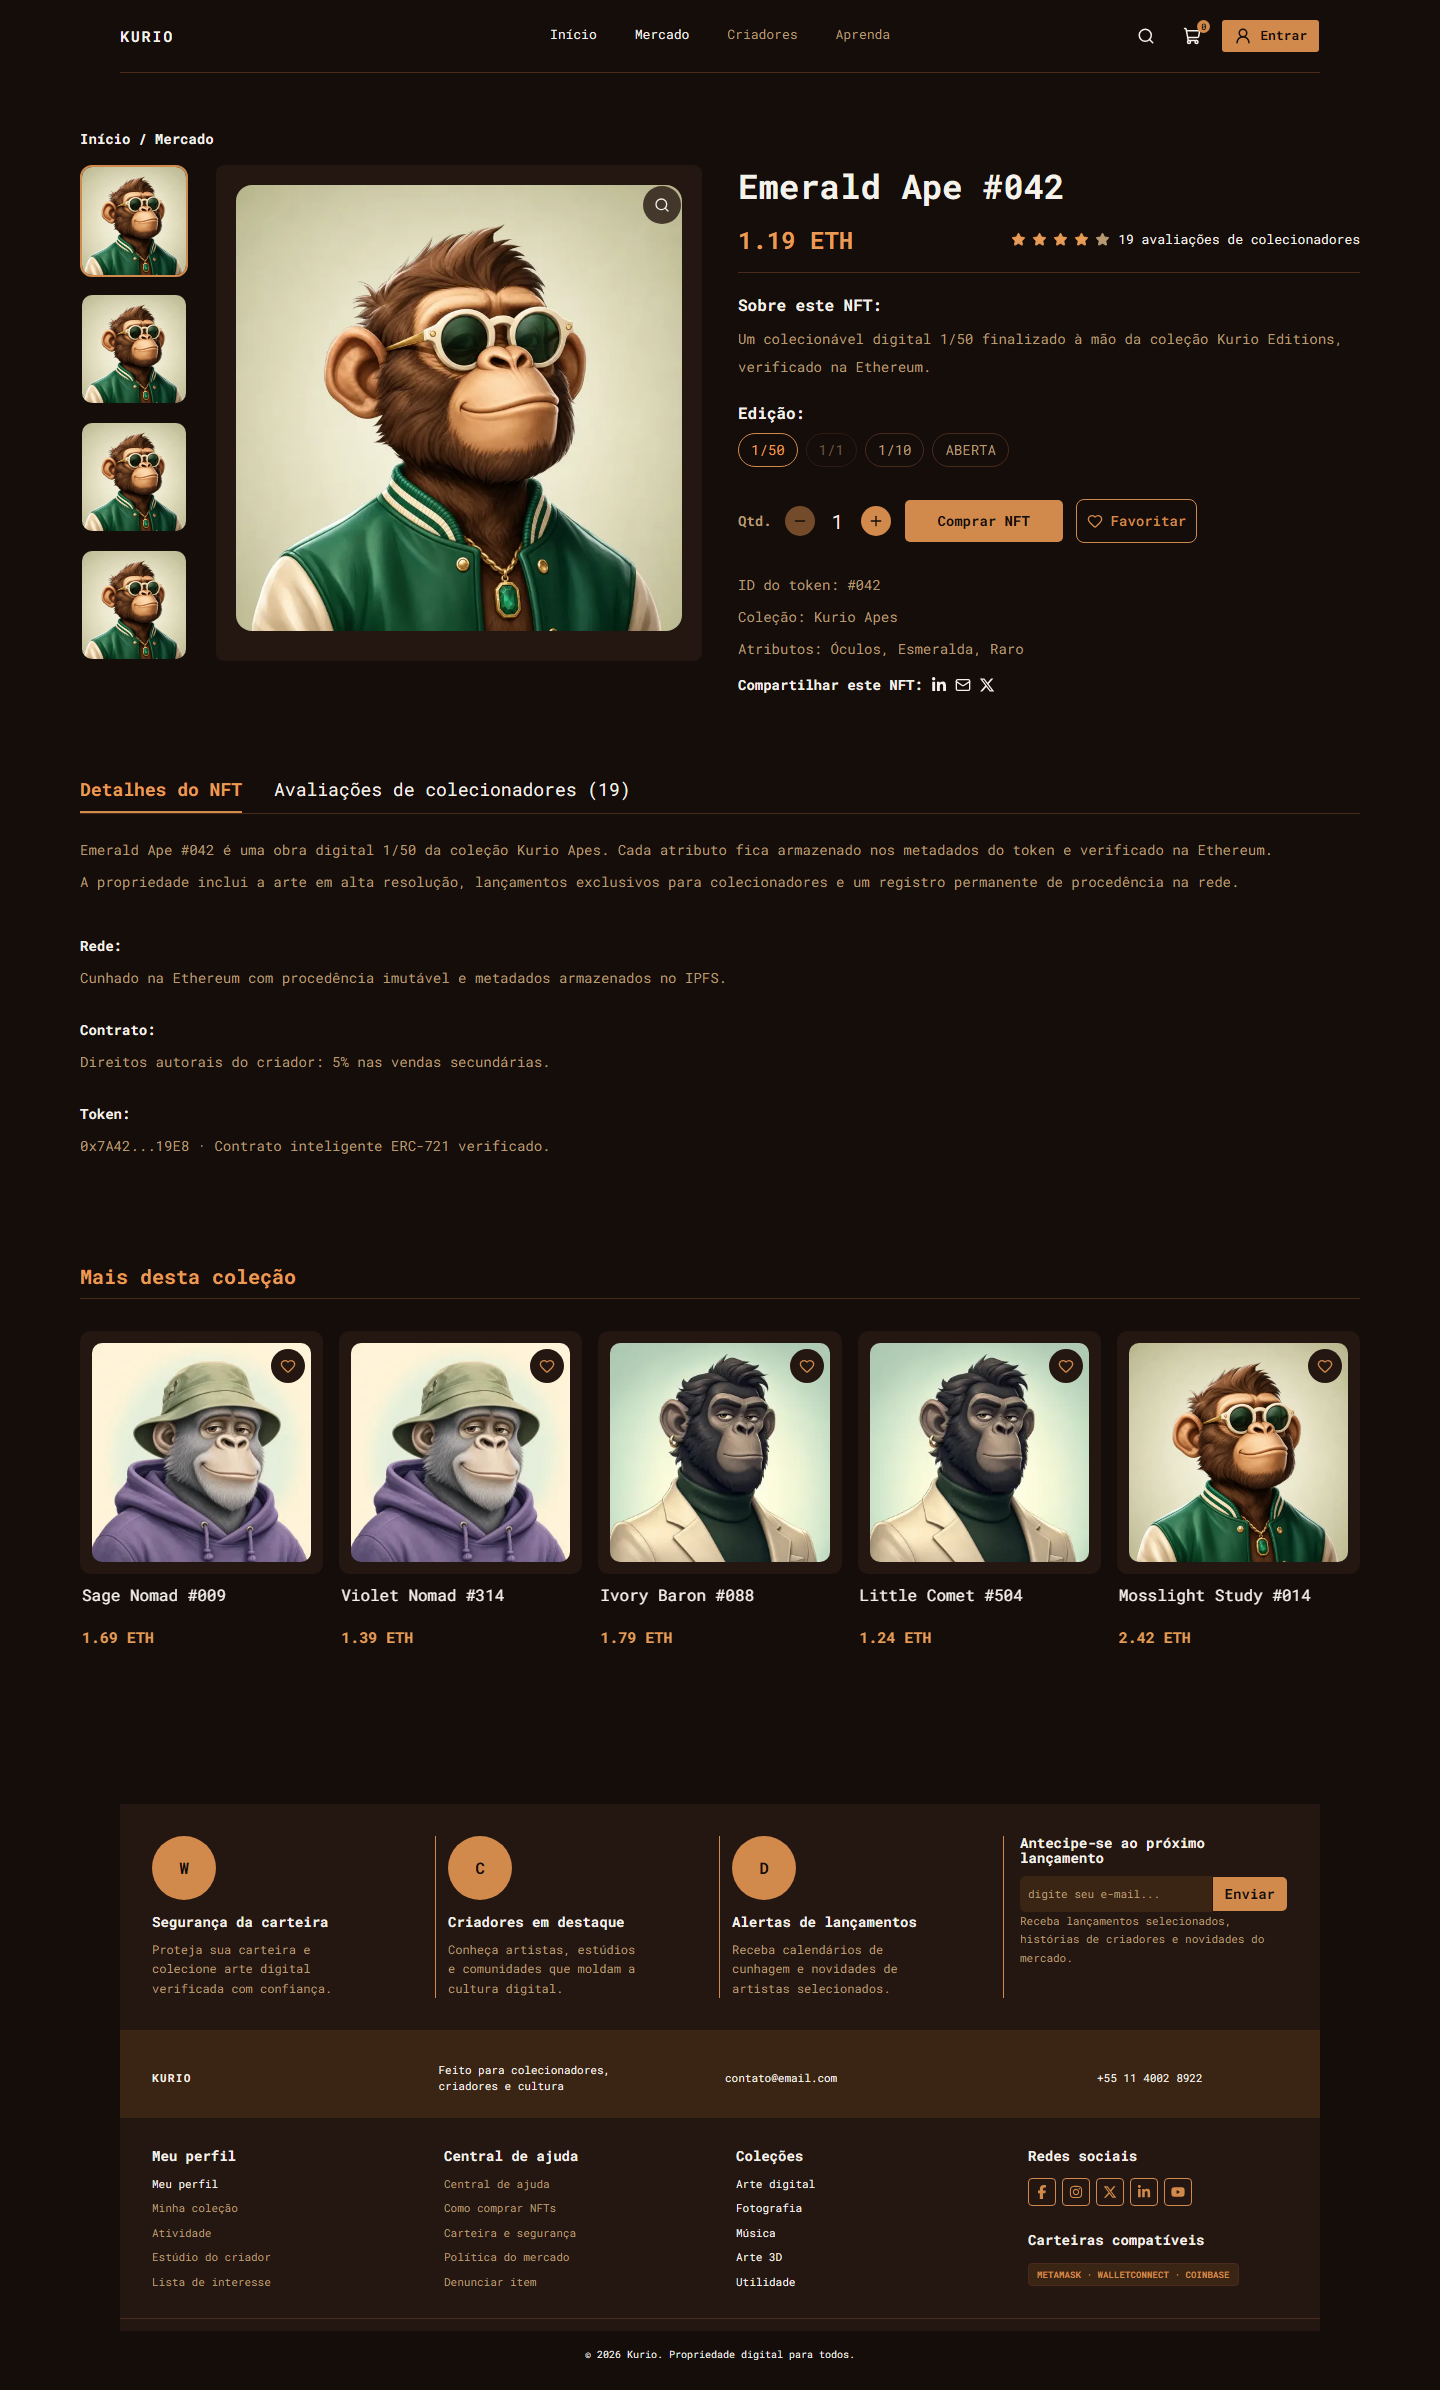 KURIO
Início
Mercado
Criadores
Aprenda
0
Entrar
Início / Mercado
Emerald Ape #042
1.19 ETH
19 avaliações de colecionadores
Sobre este NFT:
Um colecionável digital 1/50 finalizado à mão da coleção Kurio Editions,
verificado na Ethereum.
Edição:
1/50
1/1
1/10
ABERTA
Qtd.
1
Comprar NFT
Favoritar
ID do token: #042
Coleção: Kurio Apes
Atributos: Óculos, Esmeralda, Raro
Compartilhar este NFT:
Detalhes do NFT
Avaliações de colecionadores (19)
Emerald Ape #042 é uma obra digital 1/50 da coleção Kurio Apes. Cada atributo fica armazenado nos metadados do token e verificado na Ethereum.
A propriedade inclui a arte em alta resolução, lançamentos exclusivos para colecionadores e um registro permanente de procedência na rede.
Rede:
Cunhado na Ethereum com procedência imutável e metadados armazenados no IPFS.
Contrato:
Direitos autorais do criador: 5% nas vendas secundárias.
Token:
0x7A42...19E8 · Contrato inteligente ERC-721 verificado.
Mais desta coleção
Sage Nomad #009
1.69 ETH
Violet Nomad #314
1.39 ETH
Ivory Baron #088
1.79 ETH
Little Comet #504
1.24 ETH
Mosslight Study #014
2.42 ETH
W
Segurança da carteira
Proteja sua carteira e
colecione arte digital
verificada com confiança.
C
Criadores em destaque
Conheça artistas, estúdios
e comunidades que moldam a
cultura digital.
D
Alertas de lançamentos
Receba calendários de
cunhagem e novidades de
artistas selecionados.
Antecipe-se ao próximo
lançamento
digite seu e-mail...
Enviar
Receba lançamentos selecionados,
histórias de criadores e novidades do
mercado.
KURIO
Feito para colecionadores,
criadores e cultura
contato@email.com
+55 11 4002 8922
Meu perfil
Meu perfil
Minha coleção
Atividade
Estúdio do criador
Lista de interesse
Central de ajuda
Central de ajuda
Como comprar NFTs
Carteira e segurança
Política do mercado
Denunciar item
Coleções
Arte digital
Fotografia
Música
Arte 3D
Utilidade
Redes sociais
Carteiras compatíveis
METAMASK · WALLETCONNECT · COINBASE
© 2026 Kurio. Propriedade digital para todos.